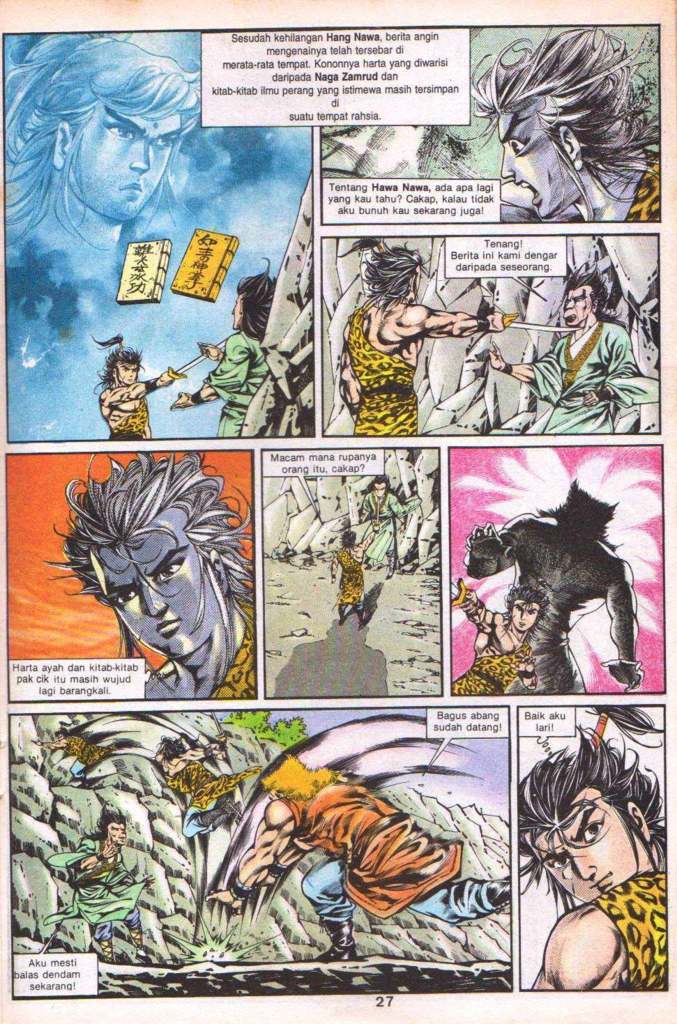 Sesudah kehilangan Hang Nawa, berita angin
mengenainya telah tersebar di
merata-rata tempat. Kononnya harta yang diwarisi
daripada Naga Zamrud dan
kitab-kitab ilmu perang yang istimewa masih tersimpan
di
suatu tempat rahsia.
Tentang Hawa Nawa, ada apa lagi
yang kau tahu? Cakap, kalau tidak
aku bunuh kau sekarang juga!
Tenang!
Berita ini kami dengar
daripada seseorang.
Harta ayah dan kitab-kitab
pak cik itu masih wujud
lagi barangkali.
Macam mana rupanya
orang itu, cakap?
Bagus abang
sudah datang!
Aku mesti
balas dendam
sekarang!
Baik aku
lari!
27